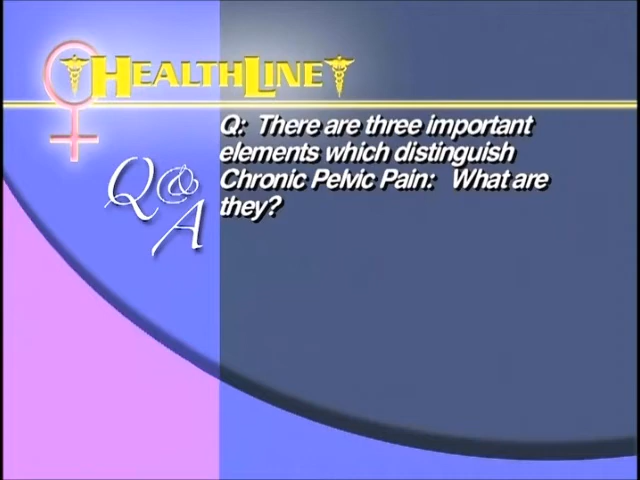 HEALTHLINE
Q: There are three important
elements which distinguish
Chronic Pelvic Pain: What are
they?
Q&A